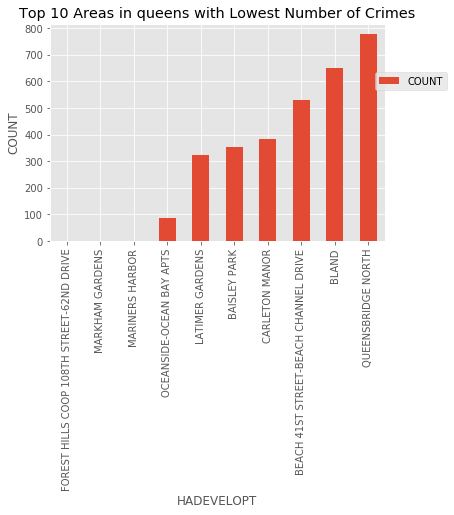 Top 10 Areas in queens with Lowest Number of Crimes
800
700
600
500
400
300
200
100
0
COUNT
COUNT
FOREST HILLS COOP 108TH STREET-62ND DRIVE
MARKHAM GARDENS
MARINERS HARBOR
OCEANSIDE-OCEAN BAY APTS
LATIMER GARDENS
BAISLEY PARK
CARLETON MANOR
BEACH 41ST STREET-BEACH CHANNEL DRIVE
BLAND
QUEENSBRIDGE NORTH
HADEVELOPT